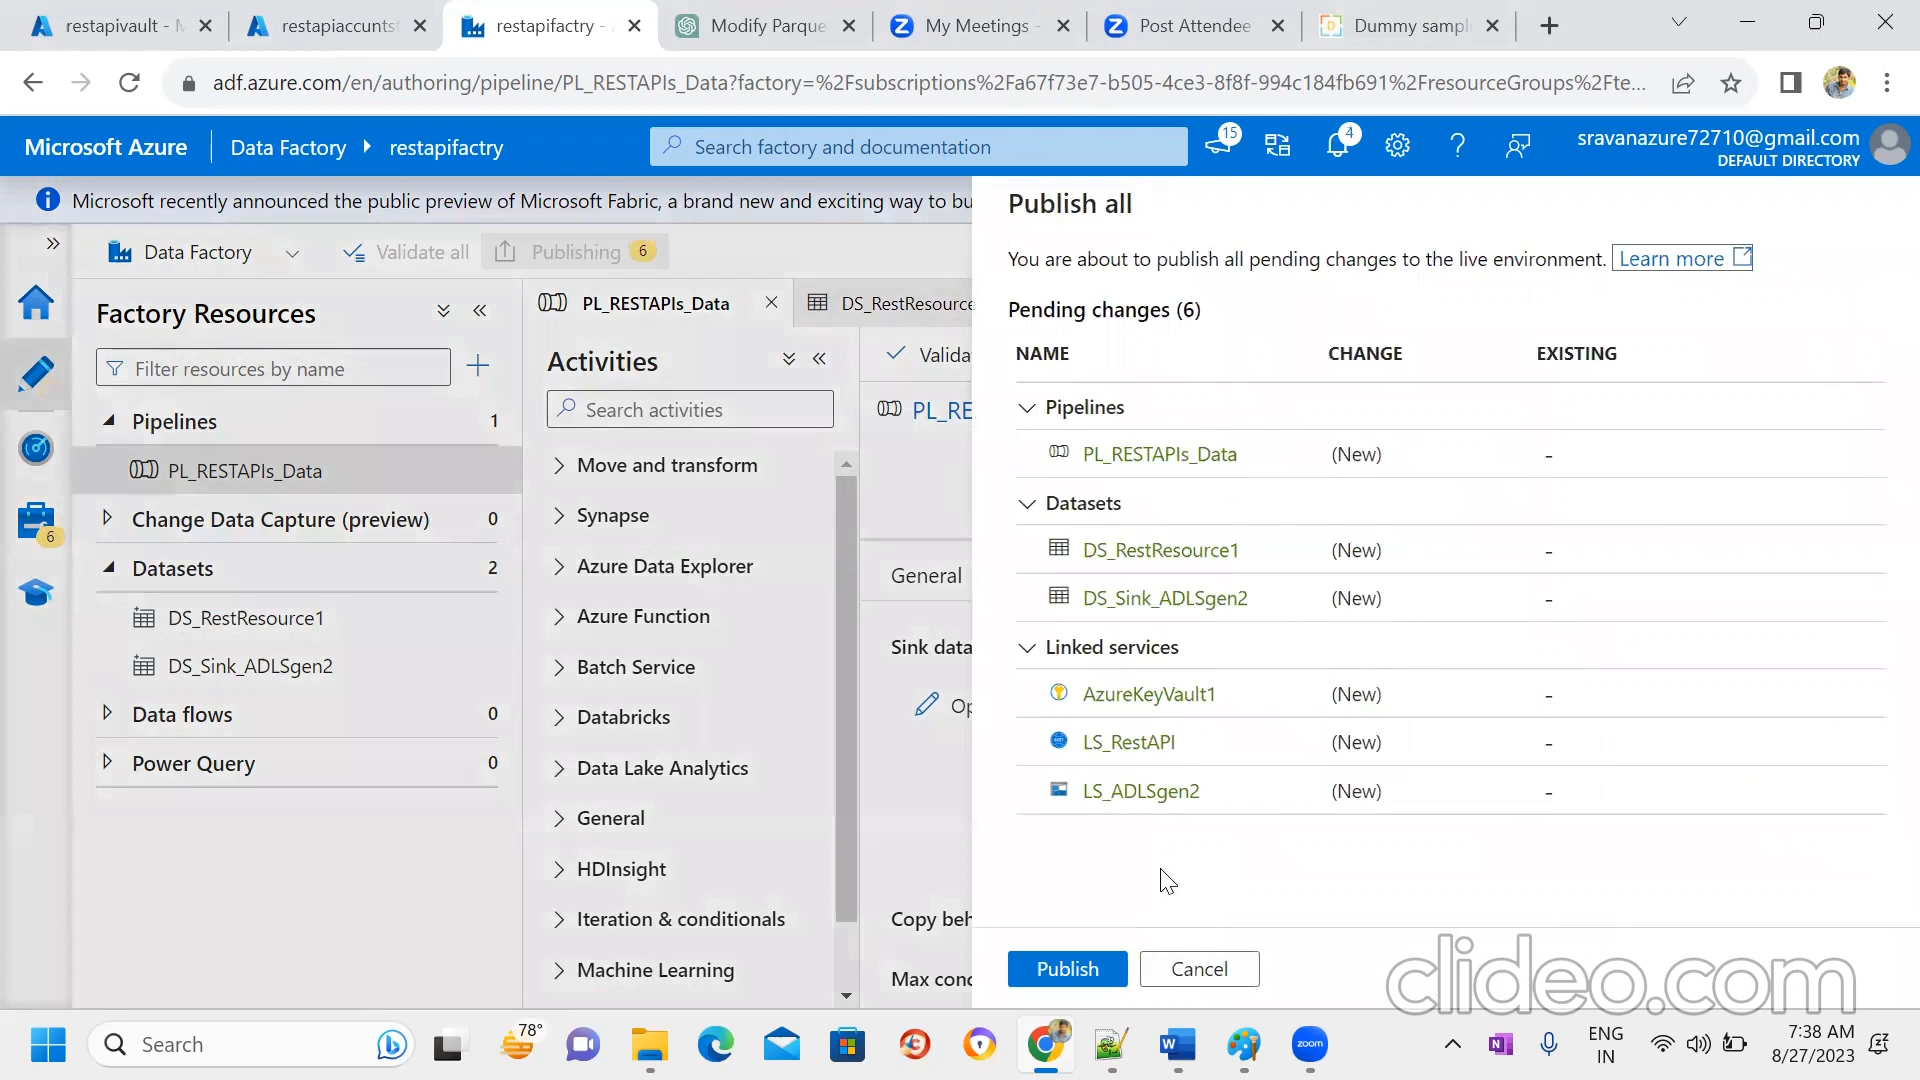 restapivault - M
restapiaccuntst
restapifactry -
Modify Parque
My Meetings -
Post Attendee
Dummy sampl
adf.azure.com/en/authoring/pipeline/PL_RESTAPIs_Data?factory=%2Fsubscriptions%2Fa67f73e7-b505-4ce3-8f8f-994c184fb691%2FresourceGroups%2Fte...
Microsoft Azure
Data Factory
restapifactry
Search factory and documentation
15
4
sravanazure72710@gmail.com
DEFAULT DIRECTORY
Microsoft recently announced the public preview of Microsoft Fabric, a brand new and exciting way to bu
Data Factory
Validate all
Publishing
6
Factory Resources
Filter resources by name
Pipelines
1
PL_RESTAPIs_Data
Change Data Capture (preview)
0
Datasets
2
DS_RestResource1
DS_Sink_ADLSgen2
Data flows
0
Power Query
0
6
PL_RESTAPIs_Data
DS_RestResource
Activities
Search activities
Move and transform
Synapse
Azure Data Explorer
Azure Function
Batch Service
Databricks
Data Lake Analytics
General
HDInsight
Iteration & conditionals
Machine Learning
Valida
PL_RE
General
Sink data
Op
Copy beh
Max conc
Publish all
You are about to publish all pending changes to the live environment. Learn more
Pending changes (6)
NAME CHANGE EXISTING
Pipelines
PL_RESTAPIs_Data (New) -
Datasets
DS_RestResource1 (New) -
DS_Sink_ADLSgen2 (New) -
Linked services
AzureKeyVault1 (New) -
LS_RestAPI (New) -
LS_ADLSgen2 (New) -
Publish
Cancel
clideo.com
Search
78°
zoom
ENG
IN
7:38 AM
8/27/2023